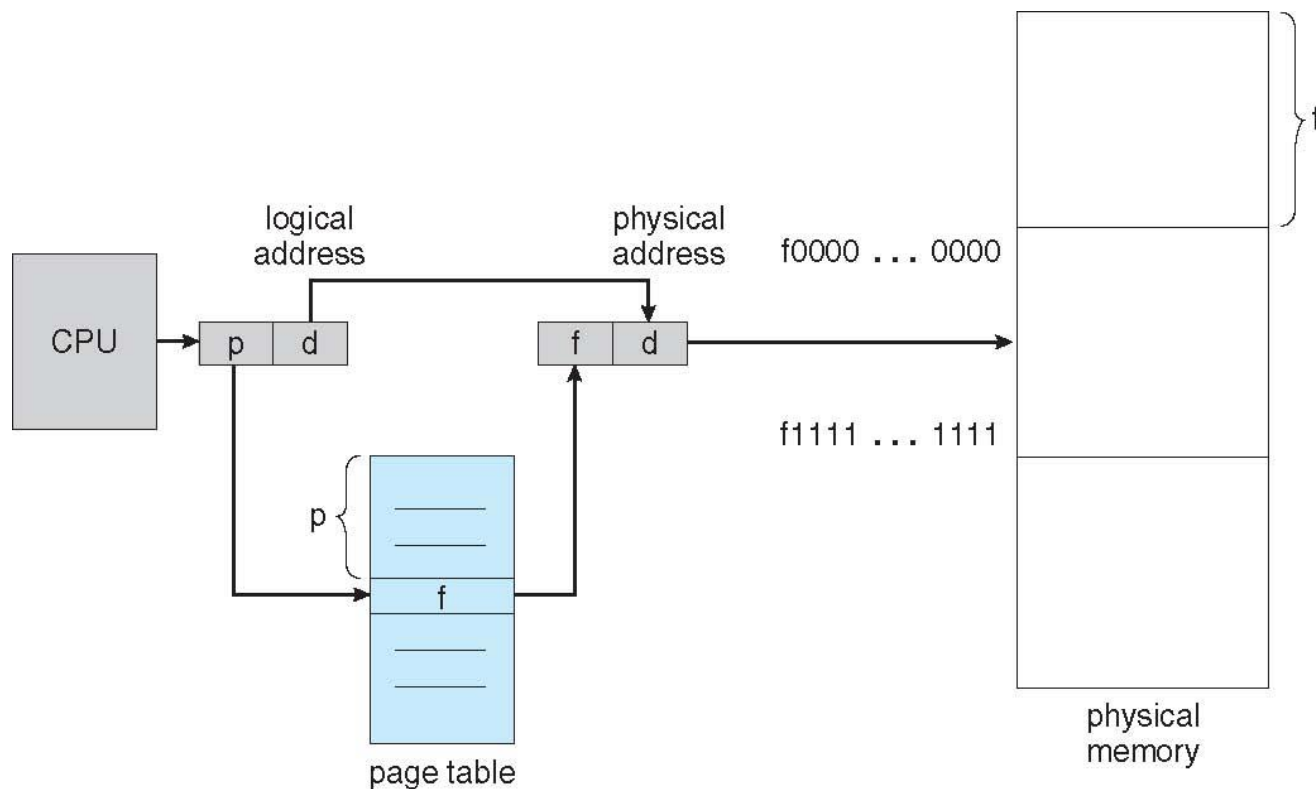 logical
address
physical
address
f0000 ... 0000
CPU
p
d
f
d
f1111 ... 1111
p
f
f
physical
memory
page table